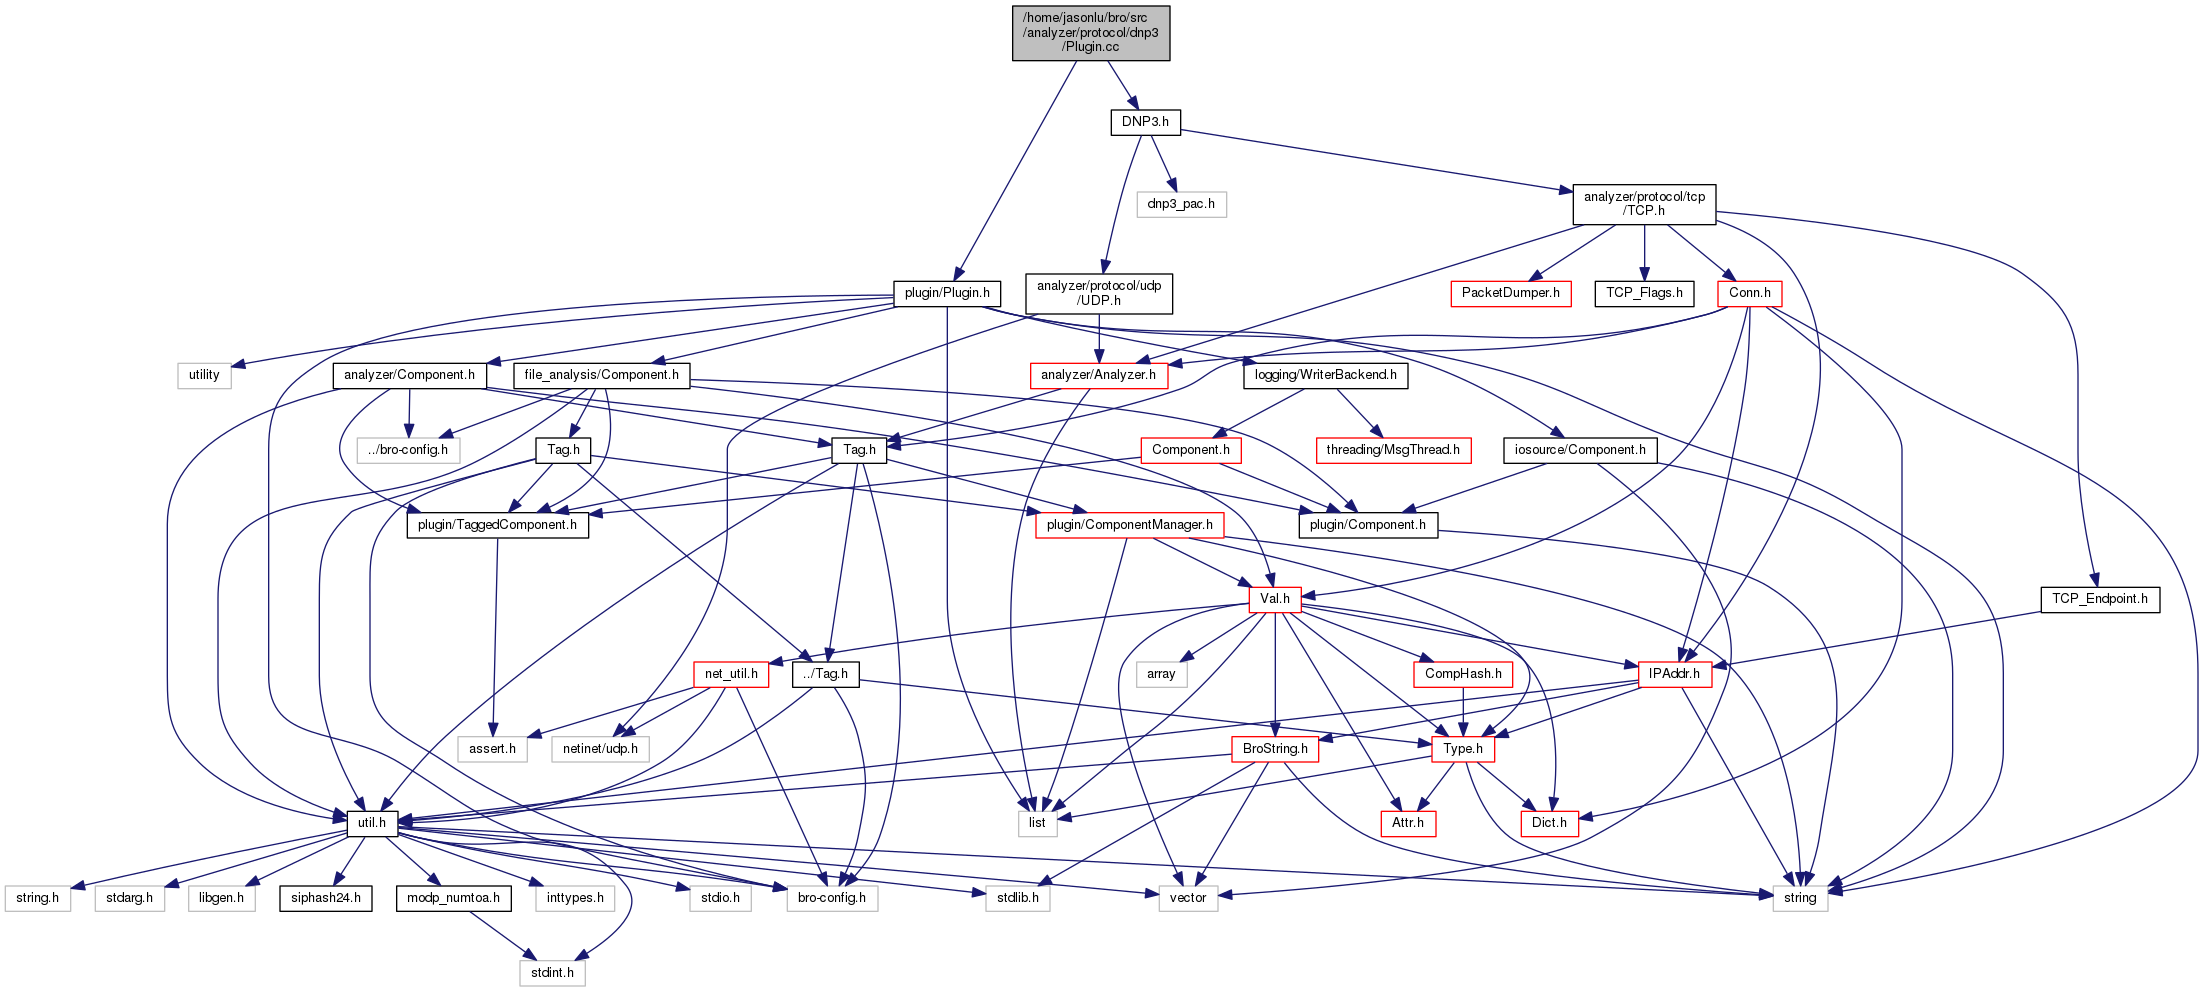 /home/jasonlu/bro/src
/analyzer/protocol/dnp3
/Plugin.cc
DNP3.h
dnp3_pac.h
analyzer/protocol/tcp
/TCP.h
plugin/Plugin.h
analyzer/protocol/udp
/UDP.h
PacketDumper.h
TCP_Flags.h
Conn.h
utility
analyzer/Component.h
file_analysis/Component.h
analyzer/Analyzer.h
logging/WriterBackend.h
../bro-config.h
Tag.h
Tag.h
Component.h
threading/MsgThread.h
iosource/Component.h
plugin/TaggedComponent.h
plugin/ComponentManager.h
plugin/Component.h
Val.h
TCP_Endpoint.h
net_util.h
../Tag.h
array
CompHash.h
IPAddr.h
assert.h
netinet/udp.h
BroString.h
Type.h
util.h
list
Attr.h
Dict.h
string.h
stdarg.h
libgen.h
siphash24.h
modp_numtoa.h
inttypes.h
stdio.h
bro-config.h
stdlib.h
vector
string
stdint.h